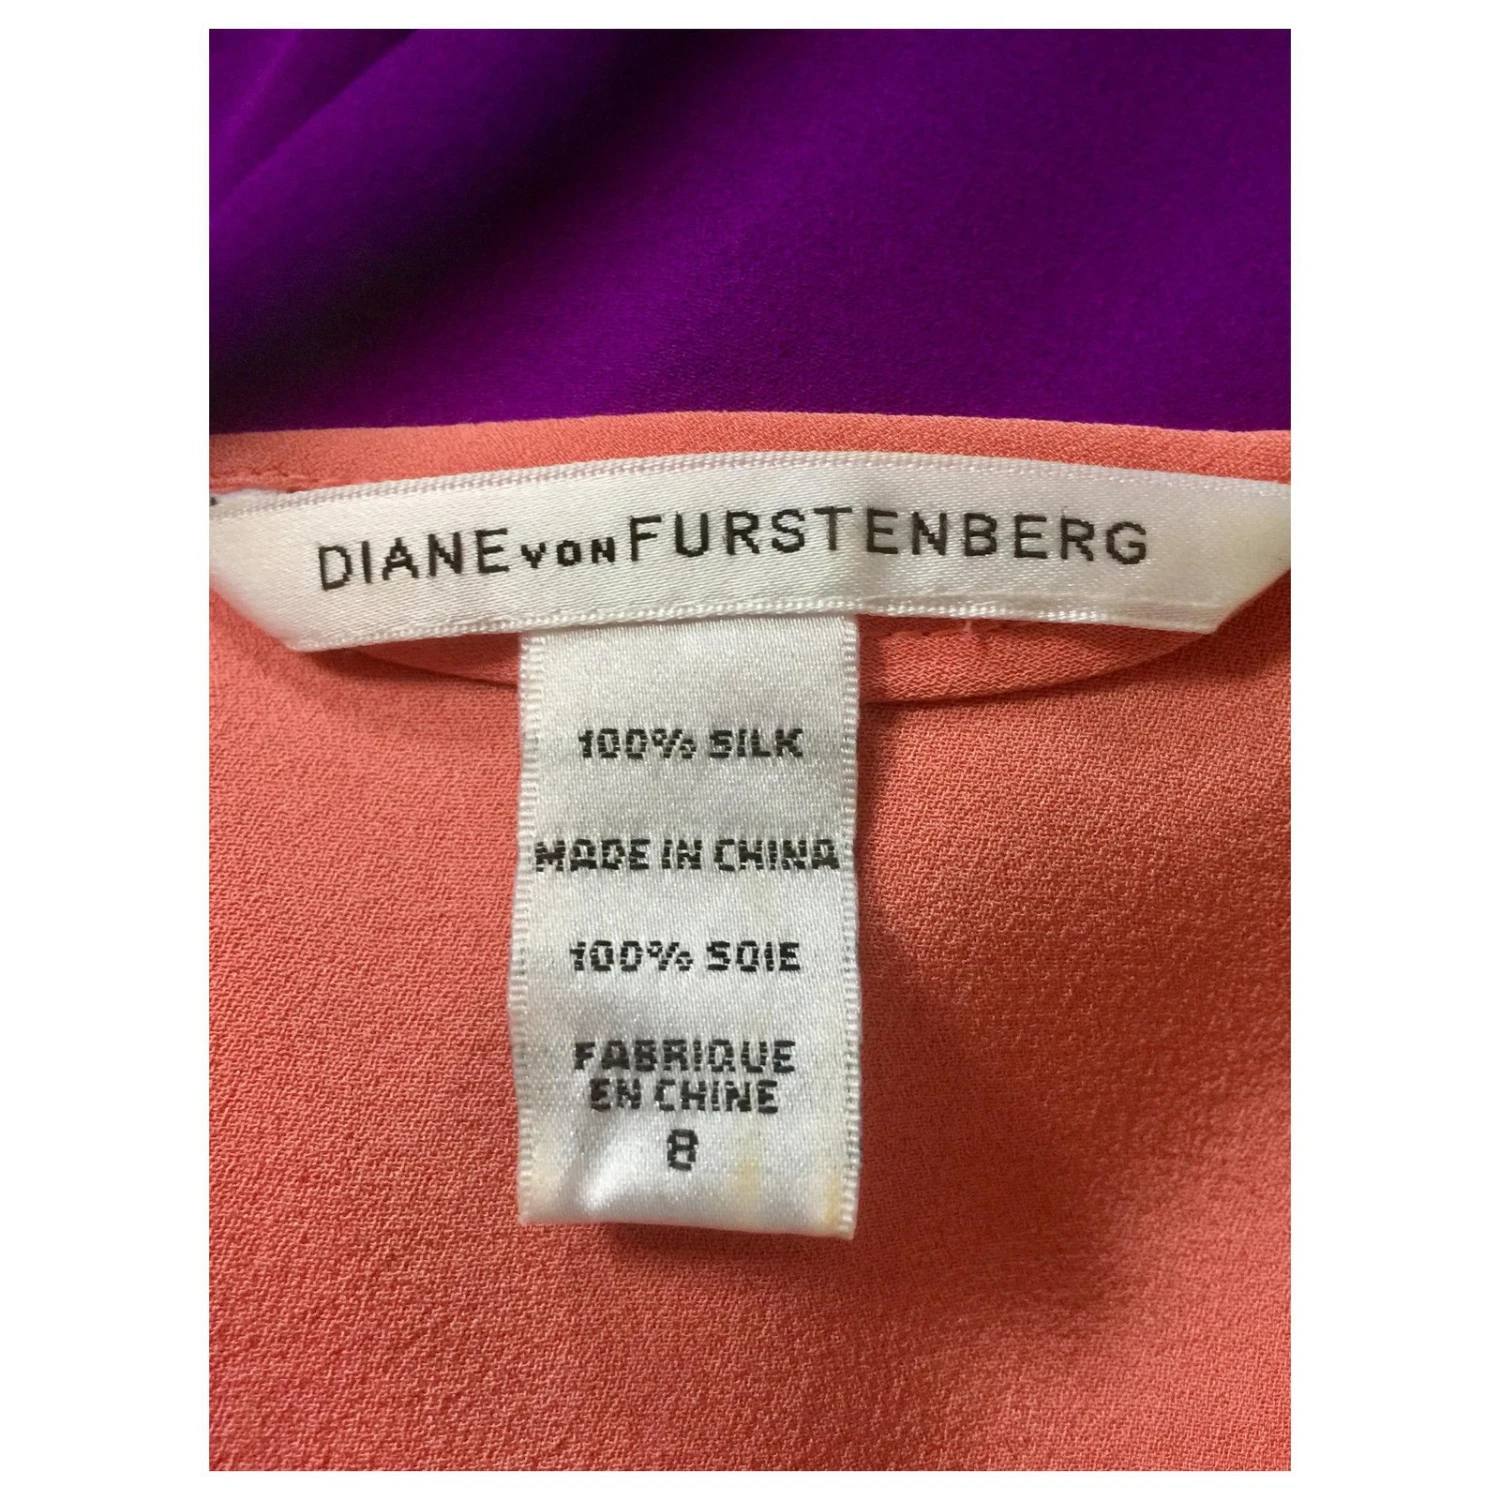 DIANE von FURSTENBERG
100% SILK
MADE IN CHINA
100% SOIE
FABRIQUE
EN CHINE
8